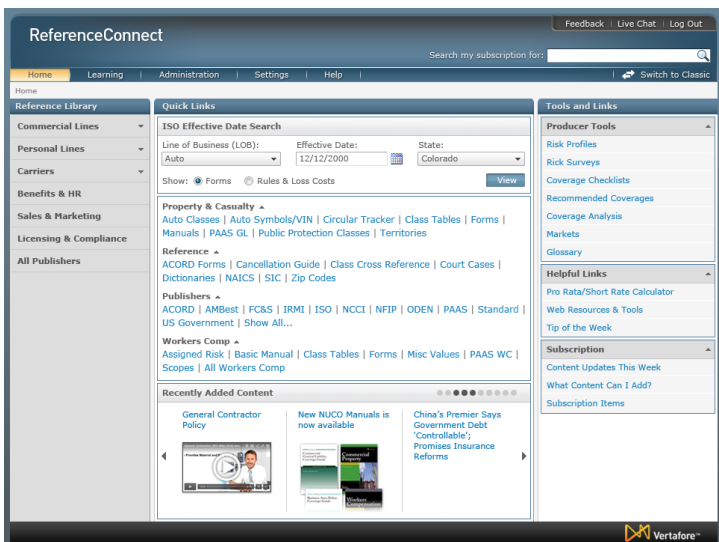 Feedback | Live Chat | Log Out
ReferenceConnect
Search my subscription for:
Home | Learning | Administration | Settings | Help |
| Switch to Classic
Home
Reference Library
Commercial Lines
Personal Lines
Carriers
Benefits & HR
Sales & Marketing
Licensing & Compliance
All Publishers
Quick Links
ISO Effective Date Search
Line of Business (LOB): Effective Date: State:
Auto 12/12/2000 Colorado
Show: Forms Rules & Loss Costs View
Property & Casualty
Auto Classes | Auto Symbols/VIN | Circular Tracker | Class Tables | Forms |
Manuals | PAAS GL | Public Protection Classes | Territories
Reference
ACORD Forms | Cancellation Guide | Class Cross Reference | Court Cases |
Dictionaries | NAICS | SIC | Zip Codes
Publishers
ACORD | AMBest | FC&S | IRMI | ISO | NCCI | NFIP | ODEN | PAAS | Standard |
US Government | Show All...
Workers Comp
Assigned Risk | Basic Manual | Class Tables | Forms | Misc Values | PAAS WC |
Scopes | All Workers Comp
Recently Added Content
General Contractor
Policy
New NUCO Manuals is
now available
Commercial
Property
Workers
Compensation
China's Premier Says
Government Debt
'Controllable';
Promises Insurance
Reforms
Tools and Links
Producer Tools
Risk Profiles
Rick Surveys
Coverage Checklists
Recommended Coverages
Coverage Analysis
Markets
Glossary
Helpful Links
Pro Rata/Short Rate Calculator
Web Resources & Tools
Tip of the Week
Subscription
Content Updates This Week
What Content Can I Add?
Subscription Items
Vertafore